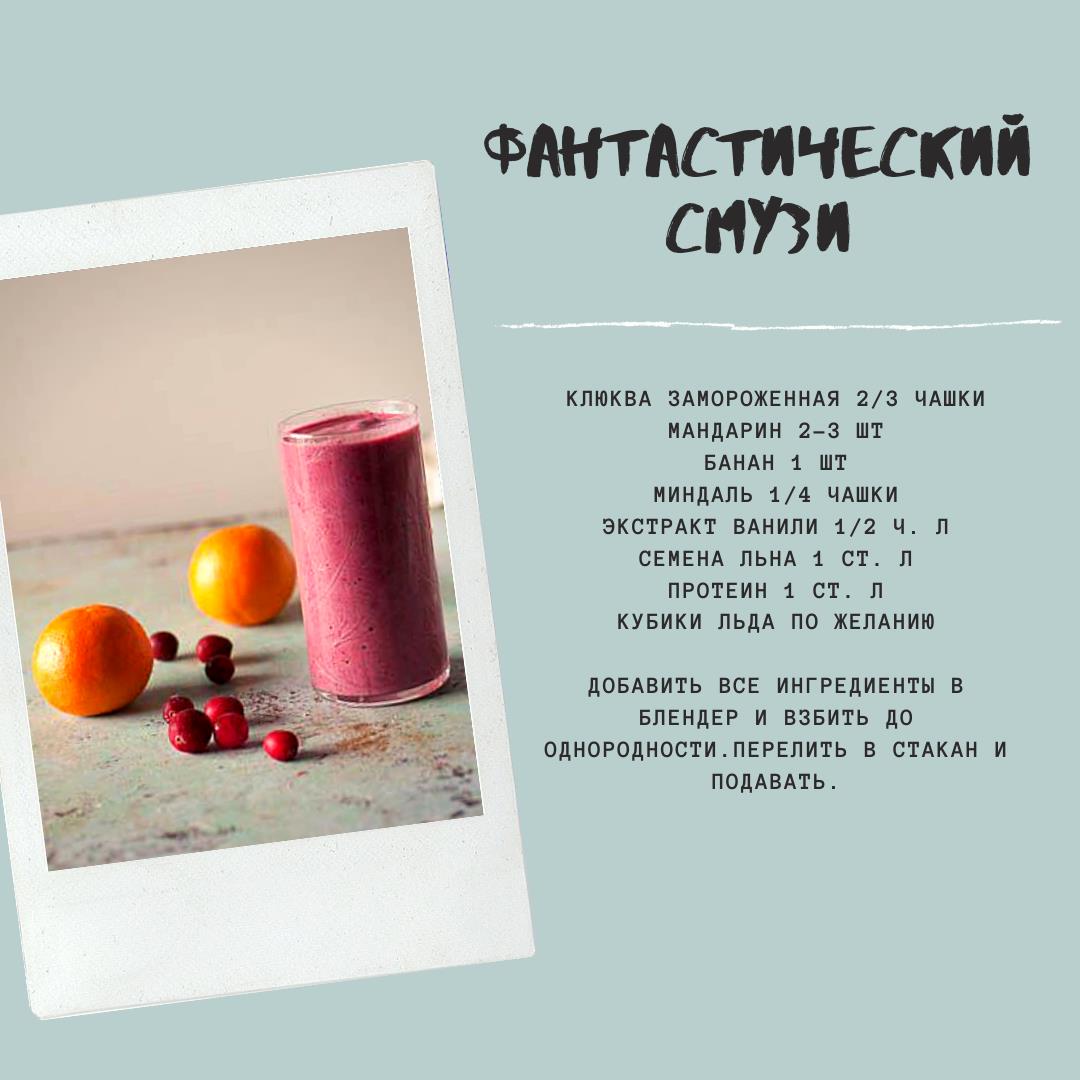 ФАНТАСТИЧЕСКИЙ
СМУЗИ
КЛЮКВА ЗАМОРОЖЕННАЯ 2/3 ЧАШКИ
МАНДАРИН 2-3 ШТ
БАНАН 1 ШТ
МИНДАЛЬ 1/4 ЧАШКИ
ЭКСТРАКТ ВАНИЛИ 1/2 Ч. Л
СЕМЕНА ЛЬНА 1 СТ. Л
ПРОТЕИН 1 СТ. Л
КУБИКИ ЛЬДА ПО ЖЕЛАНИЮ
ДОБАВИТЬ ВСЕ ИНГРЕДИЕНТЫ В
БЛЕНДЕР И ВЗБИТЬ ДО
ОДНОРОДНОСТИ.ПЕРЕЛИТЬ В СТАКАН И
ПОДАВАТЬ.